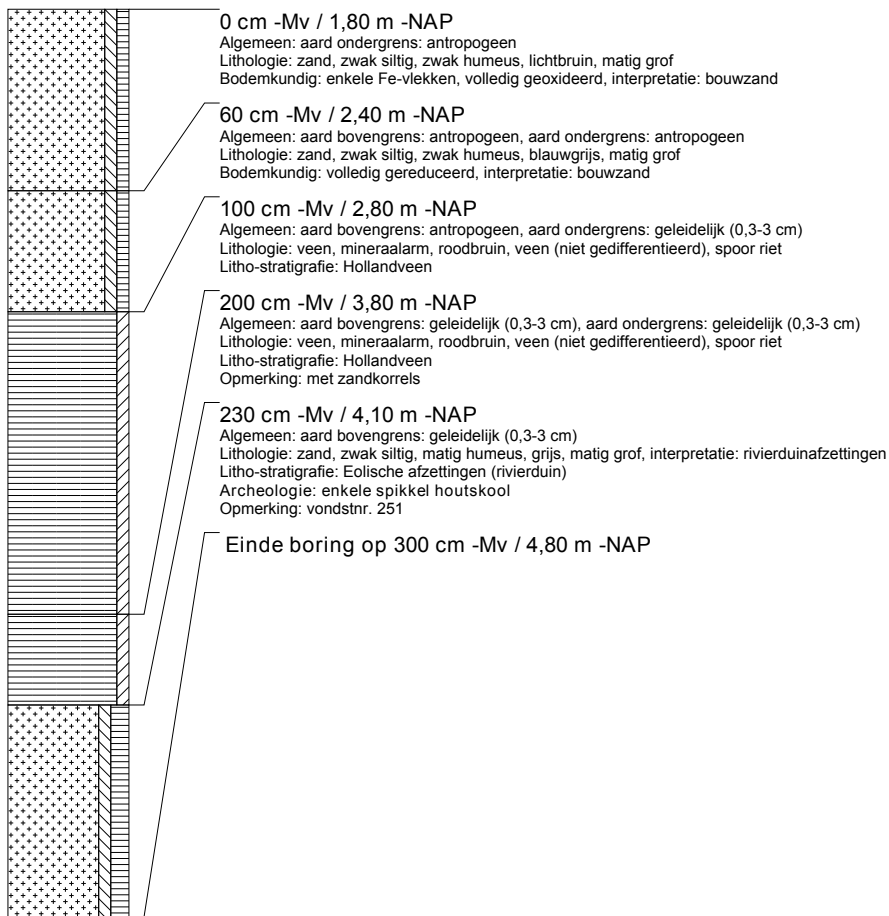 0 cm -Mv / 1,80 m -NAP
Algemeen: aard ondergrens: antropogeen
Lithologie: zand, zwak siltig, zwak humeus, lichtbruin, matig grof
Bodemkundig: enkele Fe-vlekken, volledig geoxideerd, interpretatie: bouwzand
60 cm -Mv / 2,40 m -NAP
Algemeen: aard bovengrens: antropogeen, aard ondergrens: antropogeen
Lithologie: zand, zwak siltig, zwak humeus, blauwgrijs, matig grof
Bodemkundig: volledig gereduceerd, interpretatie: bouwzand
100 cm -Mv / 2,80 m -NAP
Algemeen: aard bovengrens: antropogeen, aard ondergrens: geleidelijk (0,3-3 cm)
Lithologie: veen, mineraalarm, roodbruin, veen (niet gedifferentieerd), spoor riet
Litho-stratigrafie: Hollandveen
200 cm -Mv / 3,80 m -NAP
Algemeen: aard bovengrens: geleidelijk (0,3-3 cm), aard ondergrens: geleidelijk (0,3-3 cm)
Lithologie: veen, mineraalarm, roodbruin, veen (niet gedifferentieerd), spoor riet
Litho-stratigrafie: Hollandveen
Opmerking: met zandkorrels
230 cm -Mv / 4,10 m -NAP
Algemeen: aard bovengrens: geleidelijk (0,3-3 cm)
Lithologie: zand, zwak siltig, matig humeus, grijs, matig grof, interpretatie: rivierduinafzettingen
Litho-stratigrafie: Eolische afzettingen (rivierduin)
Archeologie: enkele spikkel houtskool
Opmerking: vondstnr. 251
Einde boring op 300 cm -Mv / 4,80 m -NAP